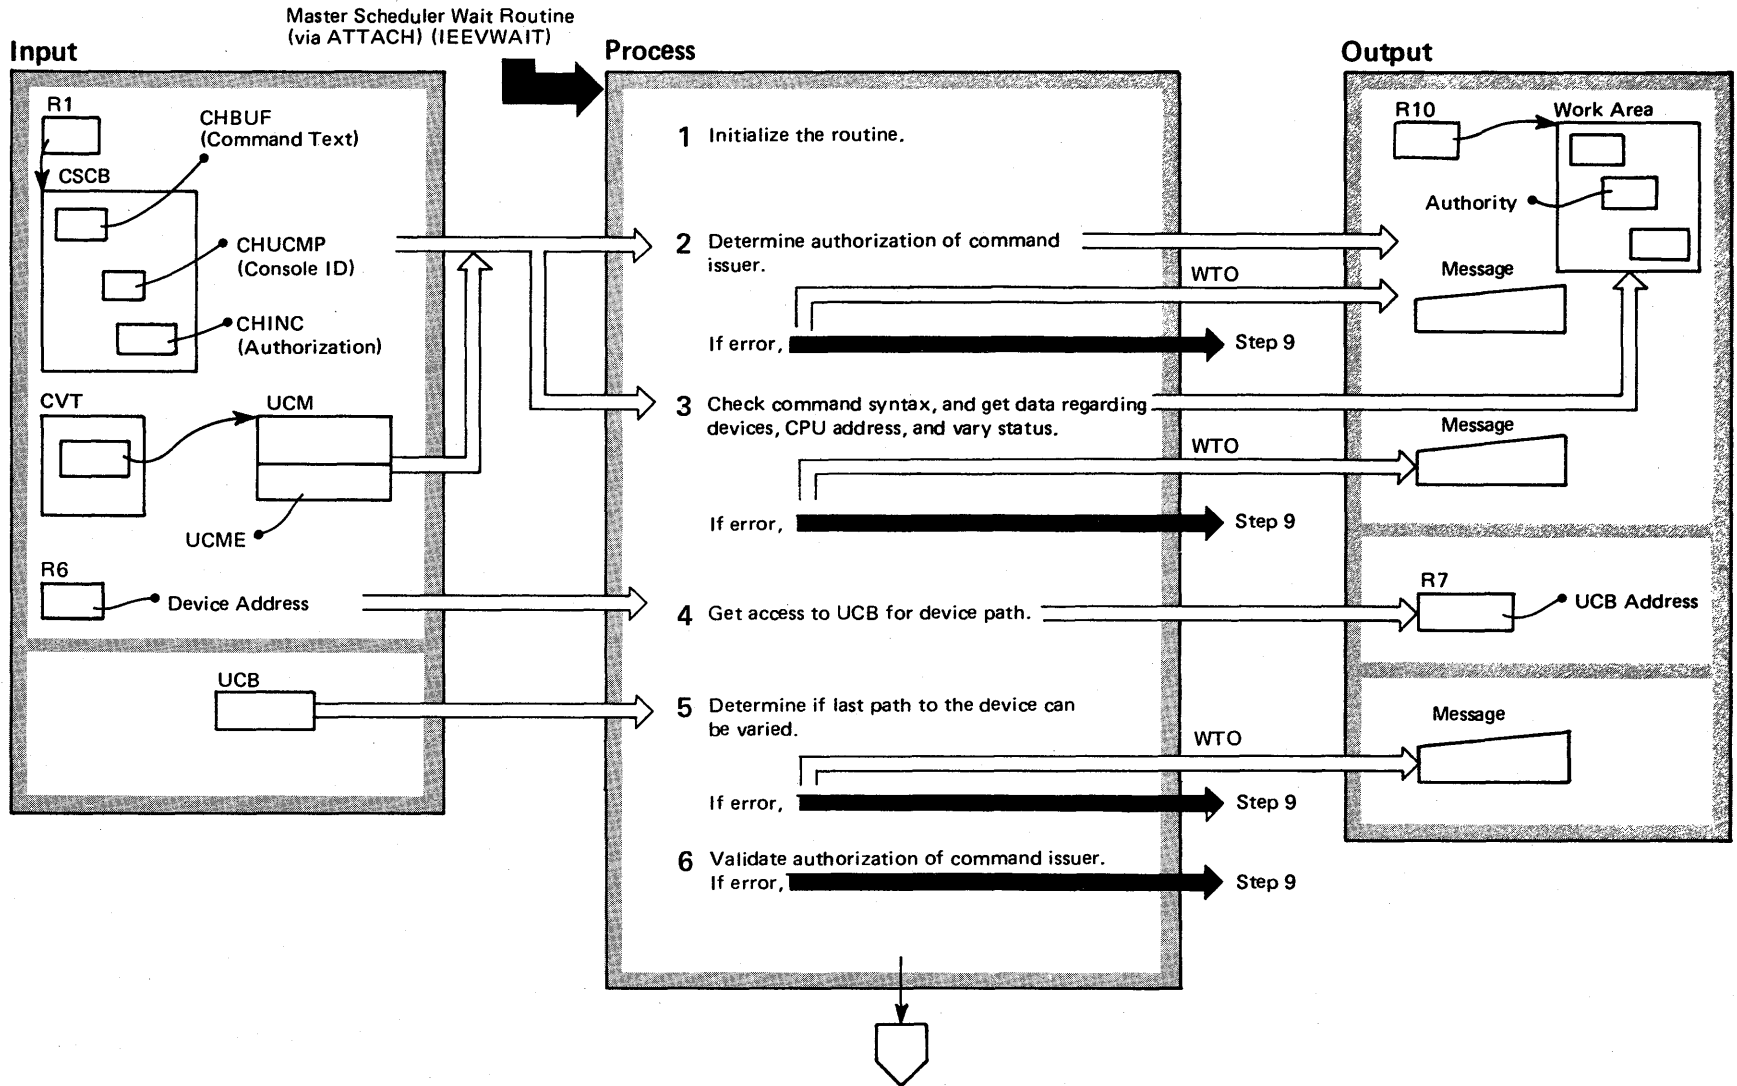 Master Scheduler Wait Routine
(via ATTACH) (IEEVWAIT)
Input
R1
CHBUF
(Command Text)
CSCB
CHUCMP
(Console ID)
CHINC
(Authorization)
CVT
UCM
UCME
R6
Device Address
UCB
Process
1 Initialize the routine.
2 Determine authorization of command
issuer.
WTO
If error,
Step 9
3 Check command syntax, and get data regarding
devices, CPU address, and vary status.
WTO
If error,
Step 9
4 Get access to UCB for device path.
5 Determine if last path to the device can
be varied.
WTO
If error,
Step 9
6 Validate authorization of command issuer.
If error,
Step 9
Output
R10
Work Area
Authority
Message
Message
R7
UCB Address
Message